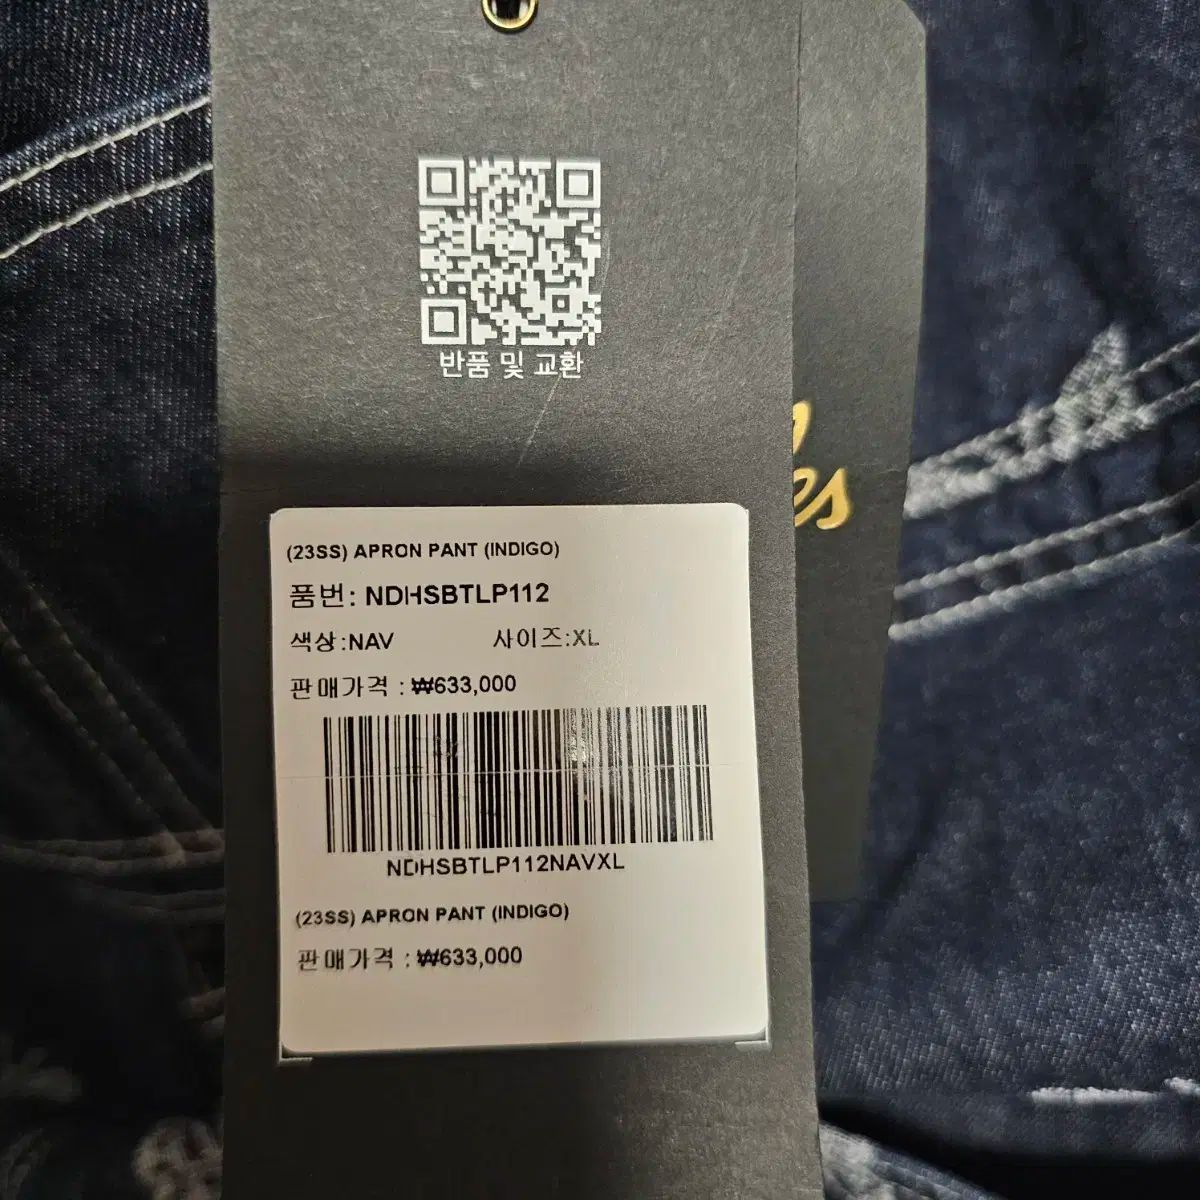 반품 및 교환
es
(23SS) APRON PANT (INDIGO)
품번: NDHSBTLP112
색상:NAV 사이즈:XL
판매가격 : ₩633,000
NDHSBTLP112NAVXL
(23SS) APRON PANT (INDIGO)
판매가격 : ₩633,000